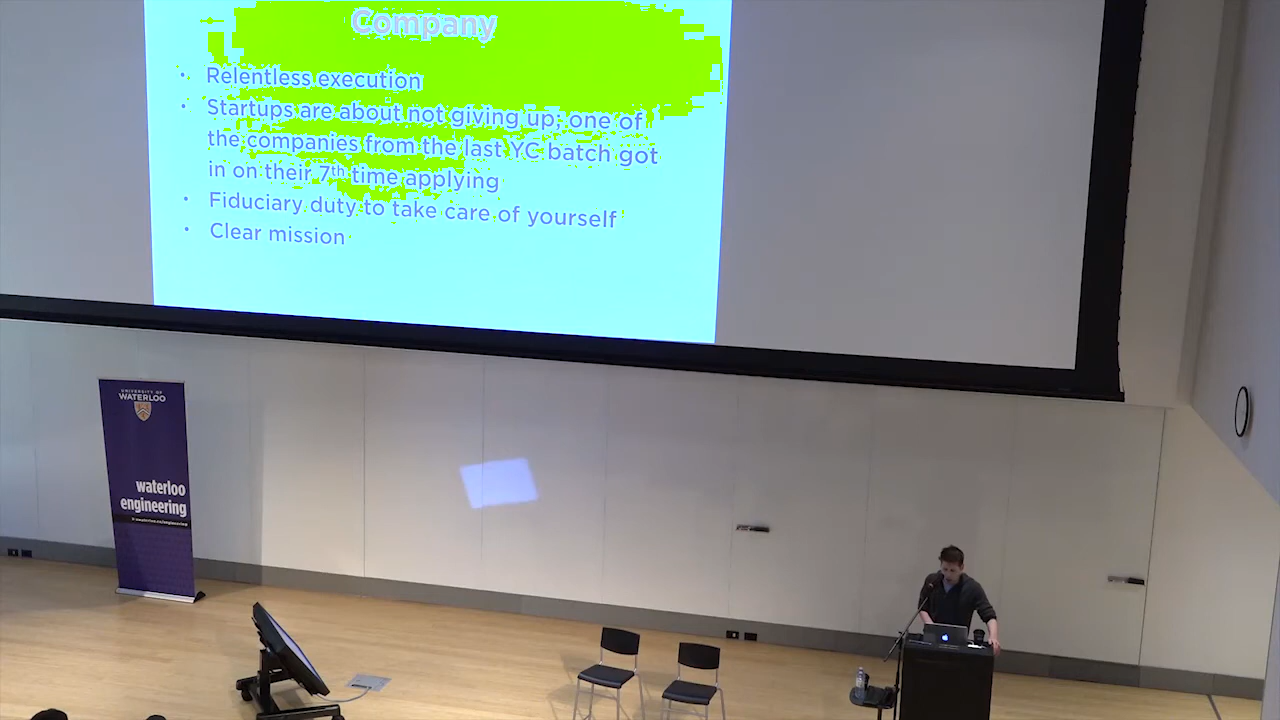 Company
• Relentless execution
• Startups are about not giving up; one of
the companies from the last YC batch got
in on their 7th time applying
• Fiduciary duty to take care of yourself
• Clear mission
UNIVERSITY OF
WATERLOO
waterloo
engineering